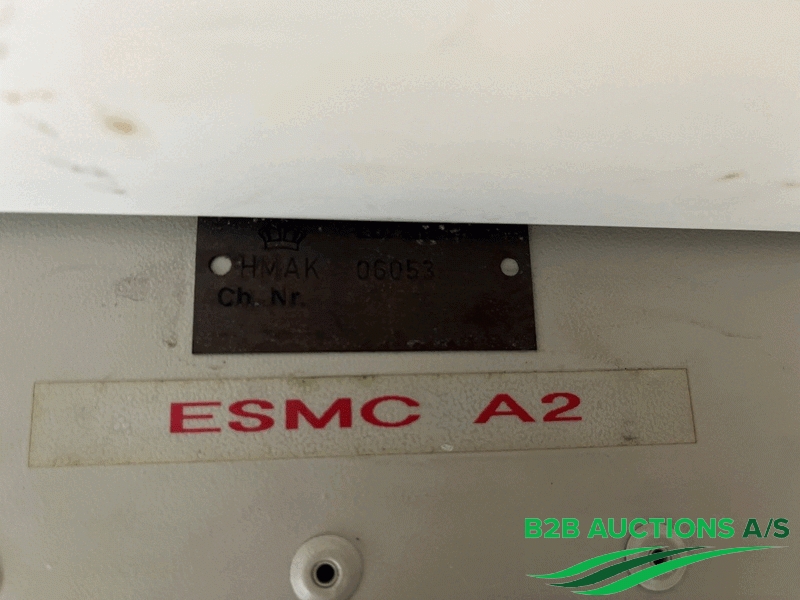 HMAK 06053
Ch. Nr.
ESMC A2
B2B AUCTIONS A/S